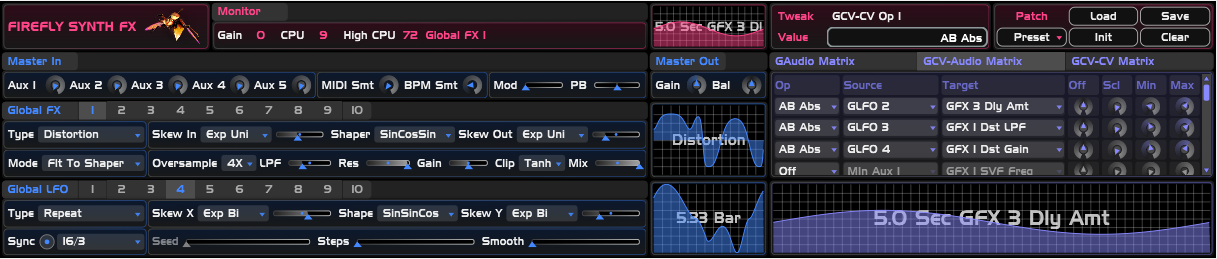 FIREFLY SYNTH FX
Monitor
Gain 0 CPU 9 High CPU 72 Global FX 1
5.0 Sec GFX 3 Dl
Tweak GCV-CV Op 1
Value AB Abs
Patch Load Save
Preset Init Clear
Master In
Aux 1 Aux 2 Aux 3 Aux 4 Aux 5 MIDI Smt BPM Smt Mod PB
Master Out
Gain Bal
GAudio Matrix GCV-Audio Matrix GCV-CV Matrix
Op Source Target Off Scl Min Max
AB Abs GLFO 2 GFX 3 Dly Amt
AB Abs GLFO 3 GFX 1 Dst LPF
AB Abs GLFO 4 GFX 1 Dst Gain
Off Min Aux 1 GFX 1 SVF Freq
Global FX 1 2 3 4 5 6 7 8 9 10
Type Distortion Skew In Exp Uni Shaper SinCosSin Skew Out Exp Uni
Mode Flt To Shaper Oversample 4X LPF Res Gain Clip Tanh Mix
Distortion
Global LFO 1 2 3 4 5 6 7 8 9 10
Type Repeat Skew X Exp Bi Shape SinSinCos Skew Y Exp Bi
Sync 16/3 Seed Steps Smooth
5.33 Bar
5.0 Sec GFX 3 Dly Amt